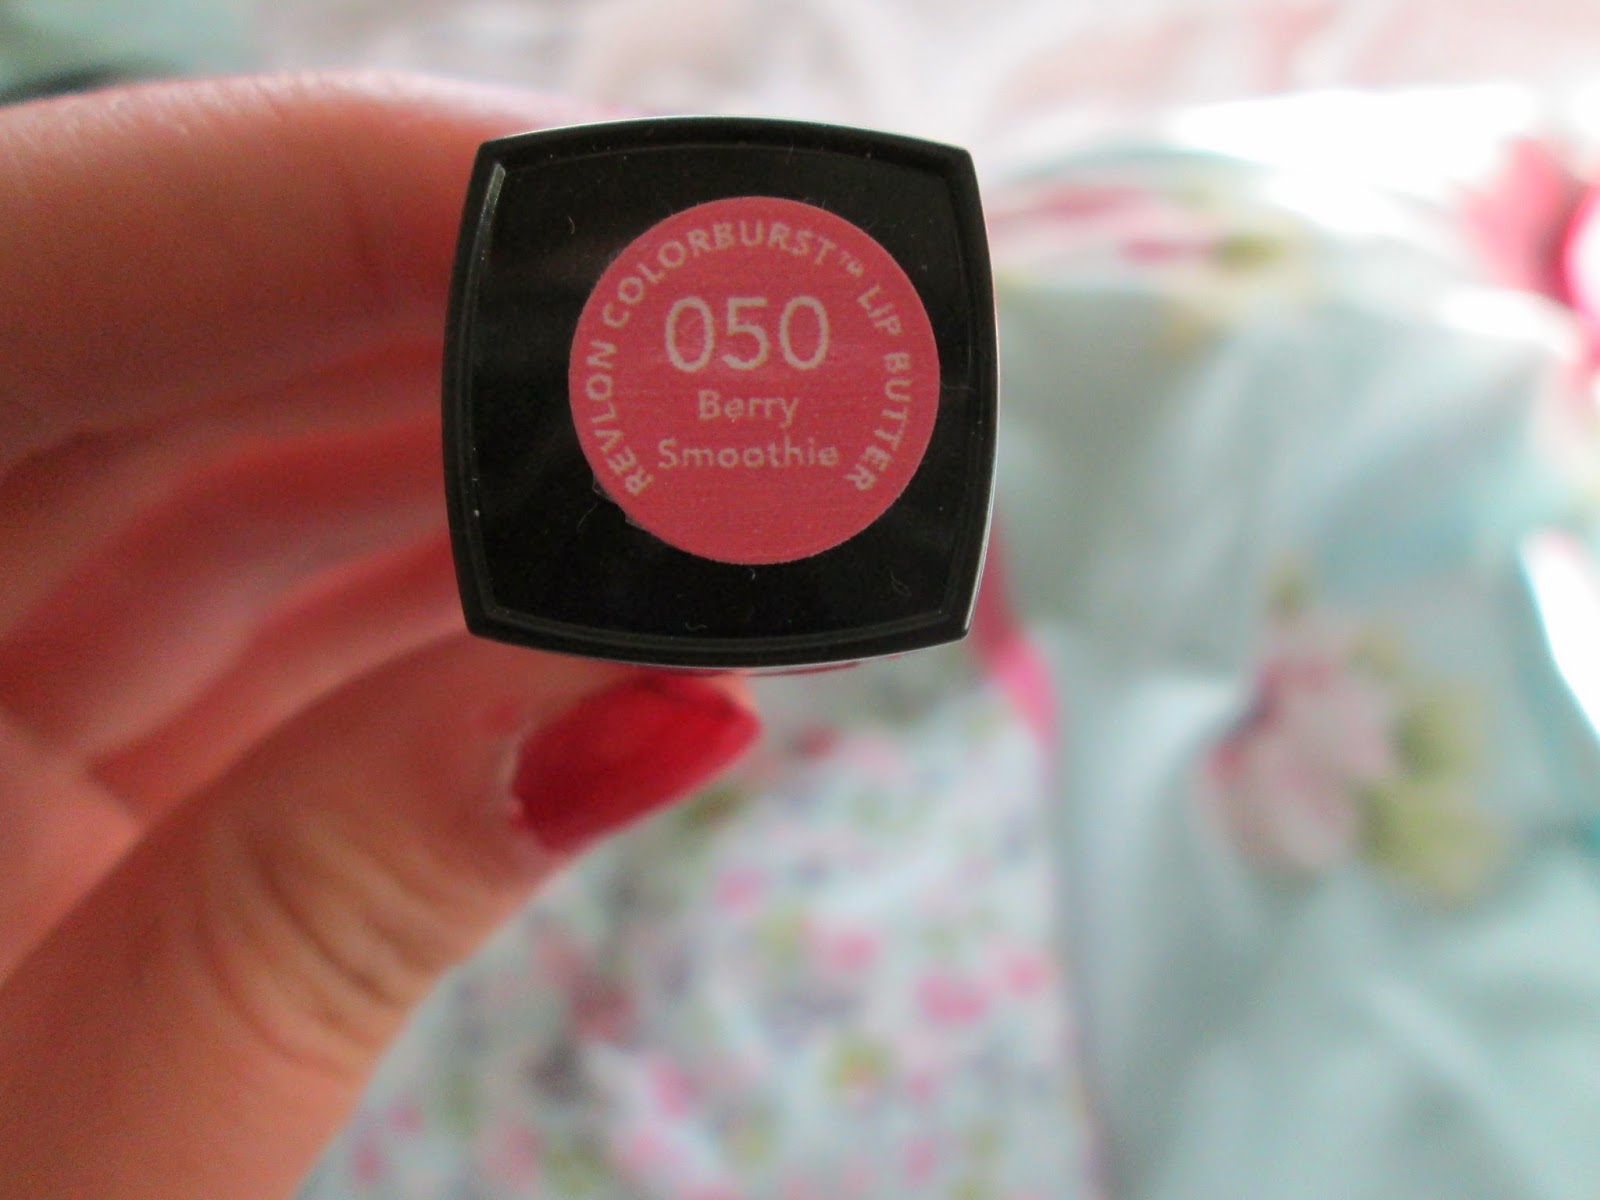 REVLON COLORBURST™ LIP BUTTER
050
Berry
Smoothie